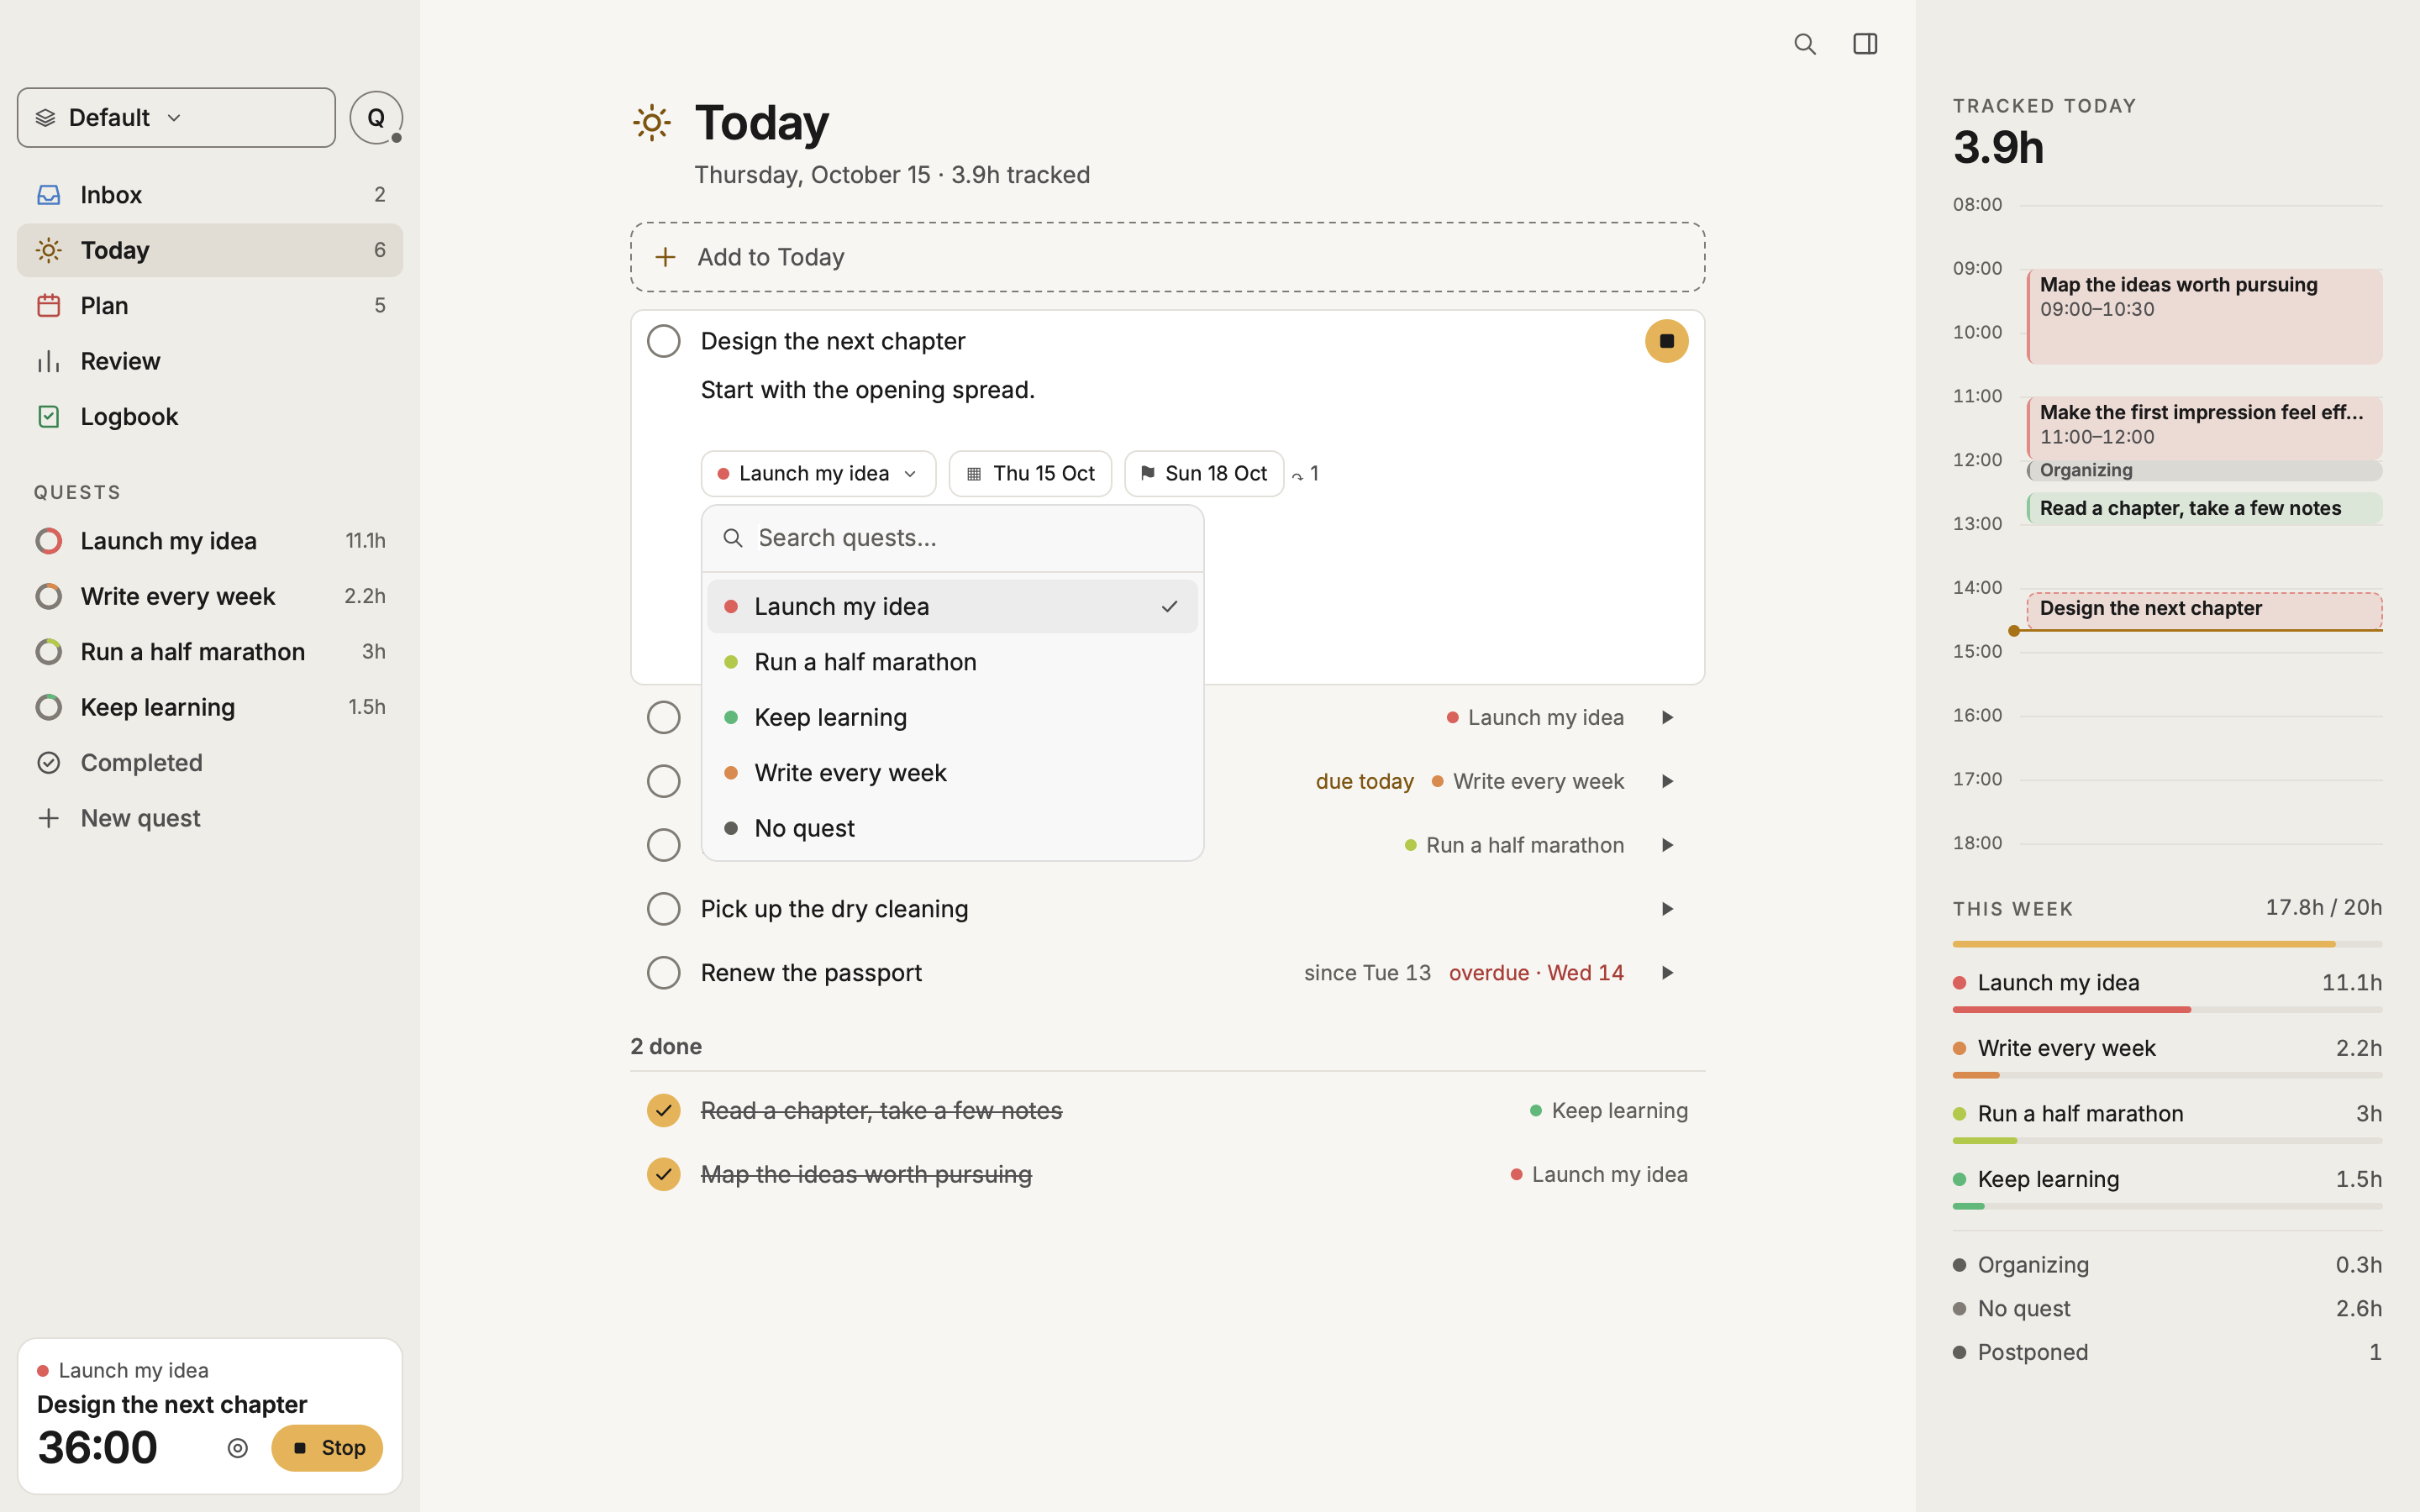 Default
Q
Inbox 2
Today 6
Plan 5
Review
Logbook
QUESTS
Launch my idea 11.1h
Write every week 2.2h
Run a half marathon 3h
Keep learning 1.5h
Completed
New quest
Launch my idea
Design the next chapter
36:00 Stop
Today
Thursday, October 15 · 3.9h tracked
Add to Today
Design the next chapter
Start with the opening spread.
Launch my idea Thu 15 Oct Sun 18 Oct 1
Search quests...
Launch my idea
Run a half marathon
Keep learning
Write every week
No quest
Launch my idea
due today Write every week
Run a half marathon
Pick up the dry cleaning
Renew the passport since Tue 13 overdue · Wed 14
2 done
Read a chapter, take a few notes Keep learning
Map the ideas worth pursuing Launch my idea
TRACKED TODAY
3.9h
08:00
09:00
Map the ideas worth pursuing
09:00–10:30
10:00
11:00
Make the first impression feel eff...
11:00–12:00
12:00
Organizing
Read a chapter, take a few notes
13:00
14:00
Design the next chapter
15:00
16:00
17:00
18:00
THIS WEEK 17.8h / 20h
Launch my idea 11.1h
Write every week 2.2h
Run a half marathon 3h
Keep learning 1.5h
Organizing 0.3h
No quest 2.6h
Postponed 1